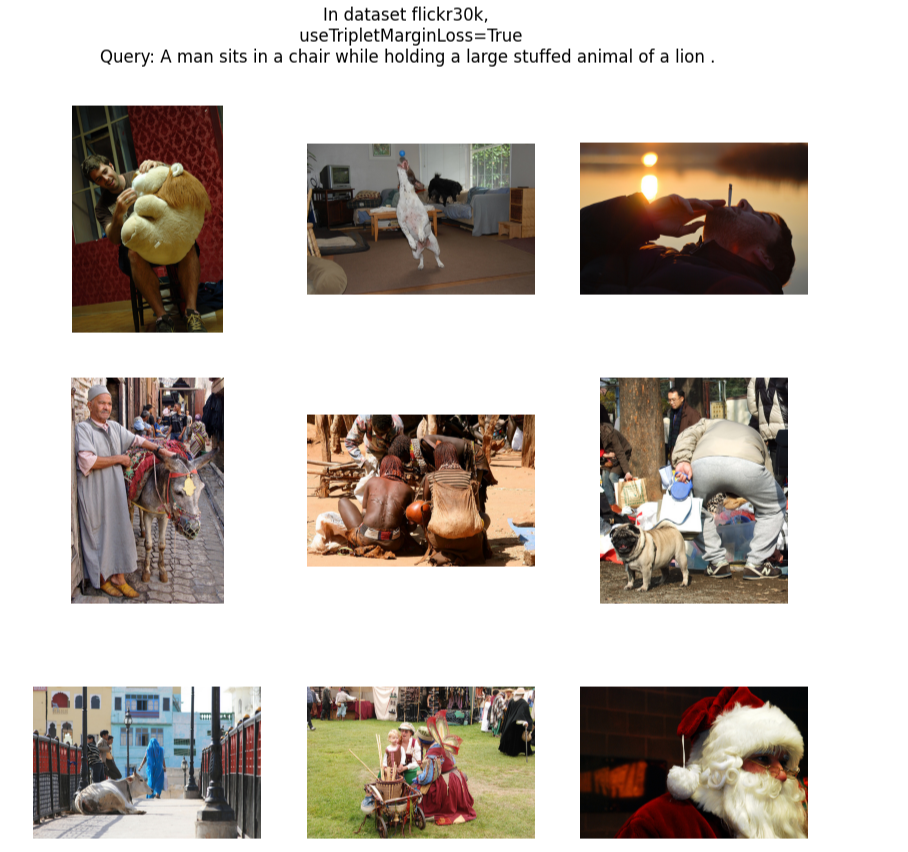 In dataset flickr30k,
useTripletMarginLoss=True
Query: A man sits in a chair while holding a large stuffed animal of a lion .